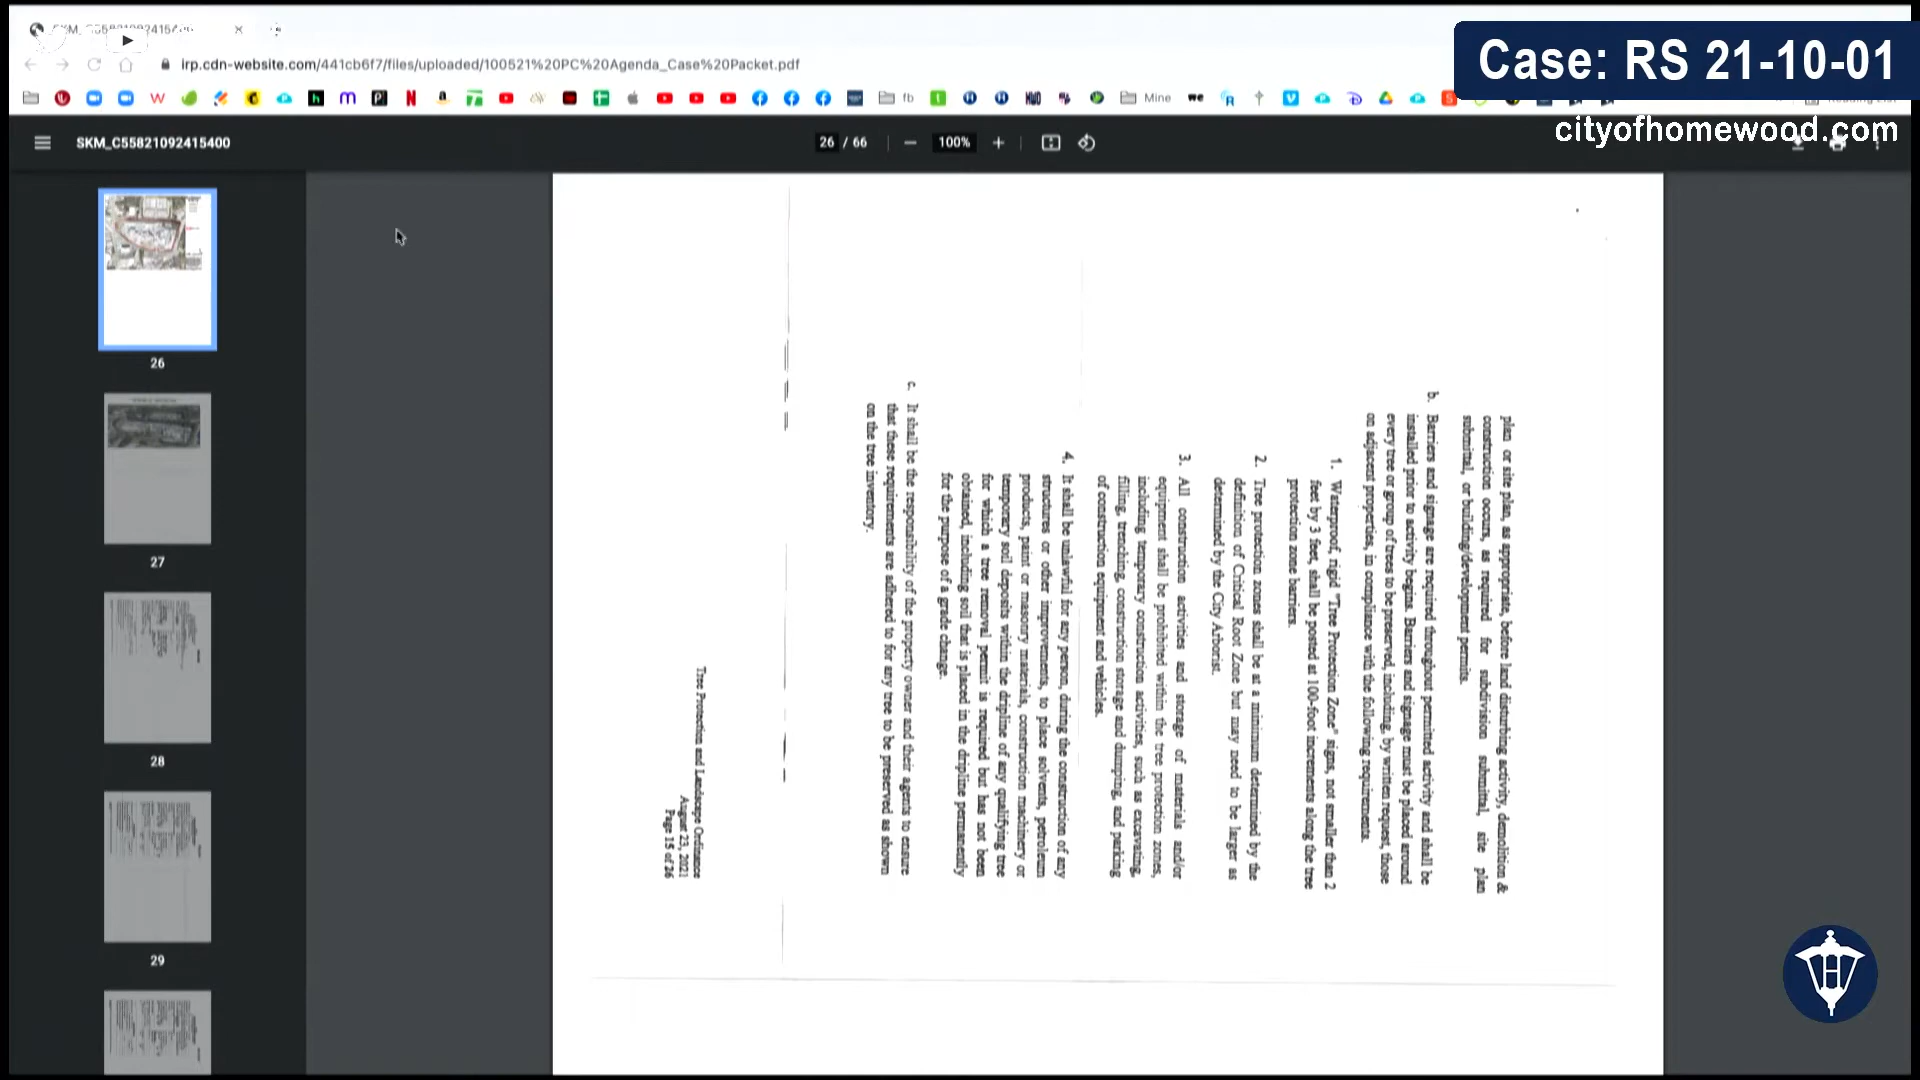 SKM_C55821092415400
irp.cdn-website.com/441cb6f7/files/uploaded/100521%20PC%20Agenda_Case%20Packet.pdf
Case: RS 21-10-01
cityofhomewood.com
fb
Mine
SKM_C55821092415400
26 / 66
100%
26
27
28
29
plan or site plan, as appropriate, before land disturbing activity, demolition &
construction occurs, as required for subdivision submittal, site plan
submittal, or building/development permits.
b. Barriers and signage are required throughout permitted activity and shall be
installed prior to activity begins. Barriers and signage must be placed around
every tree or group of trees to be preserved, including, by written request, those
on adjacent properties, in compliance with the following requirements.
1. Waterproof, rigid "Tree Protection Zone" signs, not smaller than 2
feet by 3 feet, shall be posted at 100-foot increments along the tree
protection zone barriers.
2. Tree protection zones shall be at a minimum determined by the
definition of Critical Root Zone but may need to be larger as
determined by the City Arborist.
3. All construction activities and storage of materials and/or
equipment shall be prohibited within the tree protection zones,
including temporary construction activities, such as excavating,
filling, trenching, construction storage and dumping, and parking
of construction equipment and vehicles.
4. It shall be unlawful for any person, during the construction of any
structures or other improvements, to place solvents, petroleum
products, paint or masonry materials, construction machinery or
temporary soil deposits within the dripline of any qualifying tree
for which a tree removal permit is required but has not been
obtained, including soil that is placed in the dripline permanently
for the purpose of a grade change.
c. It shall be the responsibility of the property owner and their agents to ensure
that these requirements are adhered to for any tree to be preserved as shown
on the tree inventory.
Tree Protection and Landscape Ordinance
August 23, 2021
Page 15 of 26